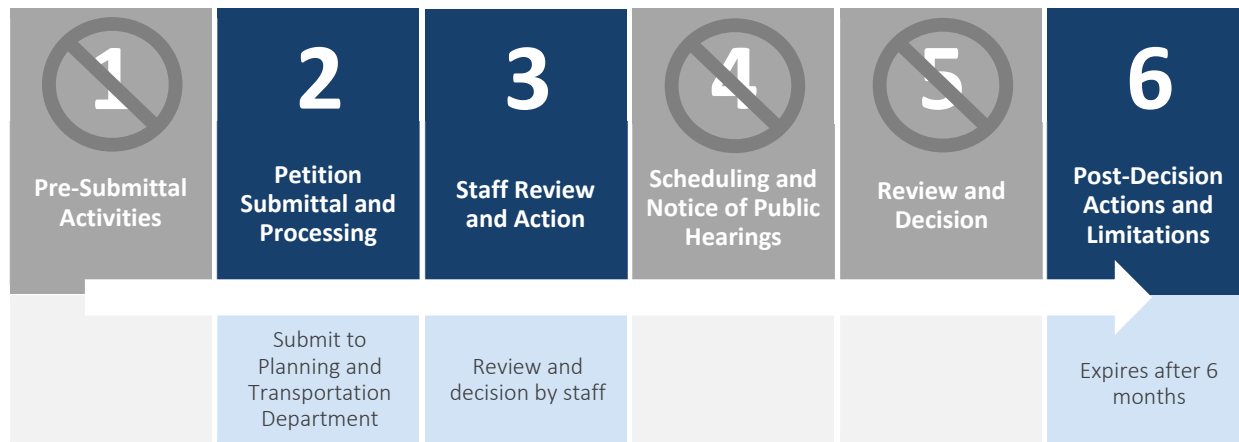 1
Pre-Submittal
Activities
2
Petition
Submittal and
Processing
Submit to
Planning and
Transportation
Department
3
Staff Review
and Action
Review and
decision by staff
4
Scheduling and
Notice of Public
Hearings
5
Review and
Decision
6
Post-Decision
Actions and
Limitations
Expires after 6
months